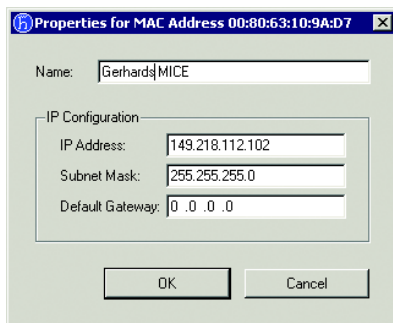 Properties for MAC Address 00:80:63:10:9A:D7
Name: Gerhards MICE
IP Configuration
IP Address: 149.218.112.102
Subnet Mask: 255.255.255.0
Default Gateway: 0 .0 .0 .0
OK Cancel